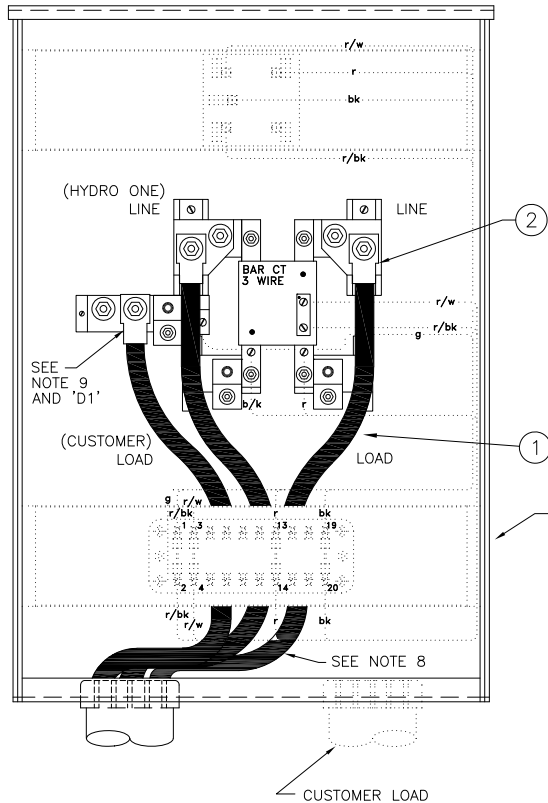 r/w
r
bk
r/bk
(HYDRO ONE)
LINE
LINE
2
BAR CT
3 WIRE
r/w
r/bk
g
SEE
NOTE 9
AND 'D1'
b/k
r
(CUSTOMER)
LOAD
LOAD
1
g
r/w
r/bk
r
bk
1
3
13
19
2
4
14
20
r/bk
r/w
r
bk
SEE NOTE 8
CUSTOMER LOAD